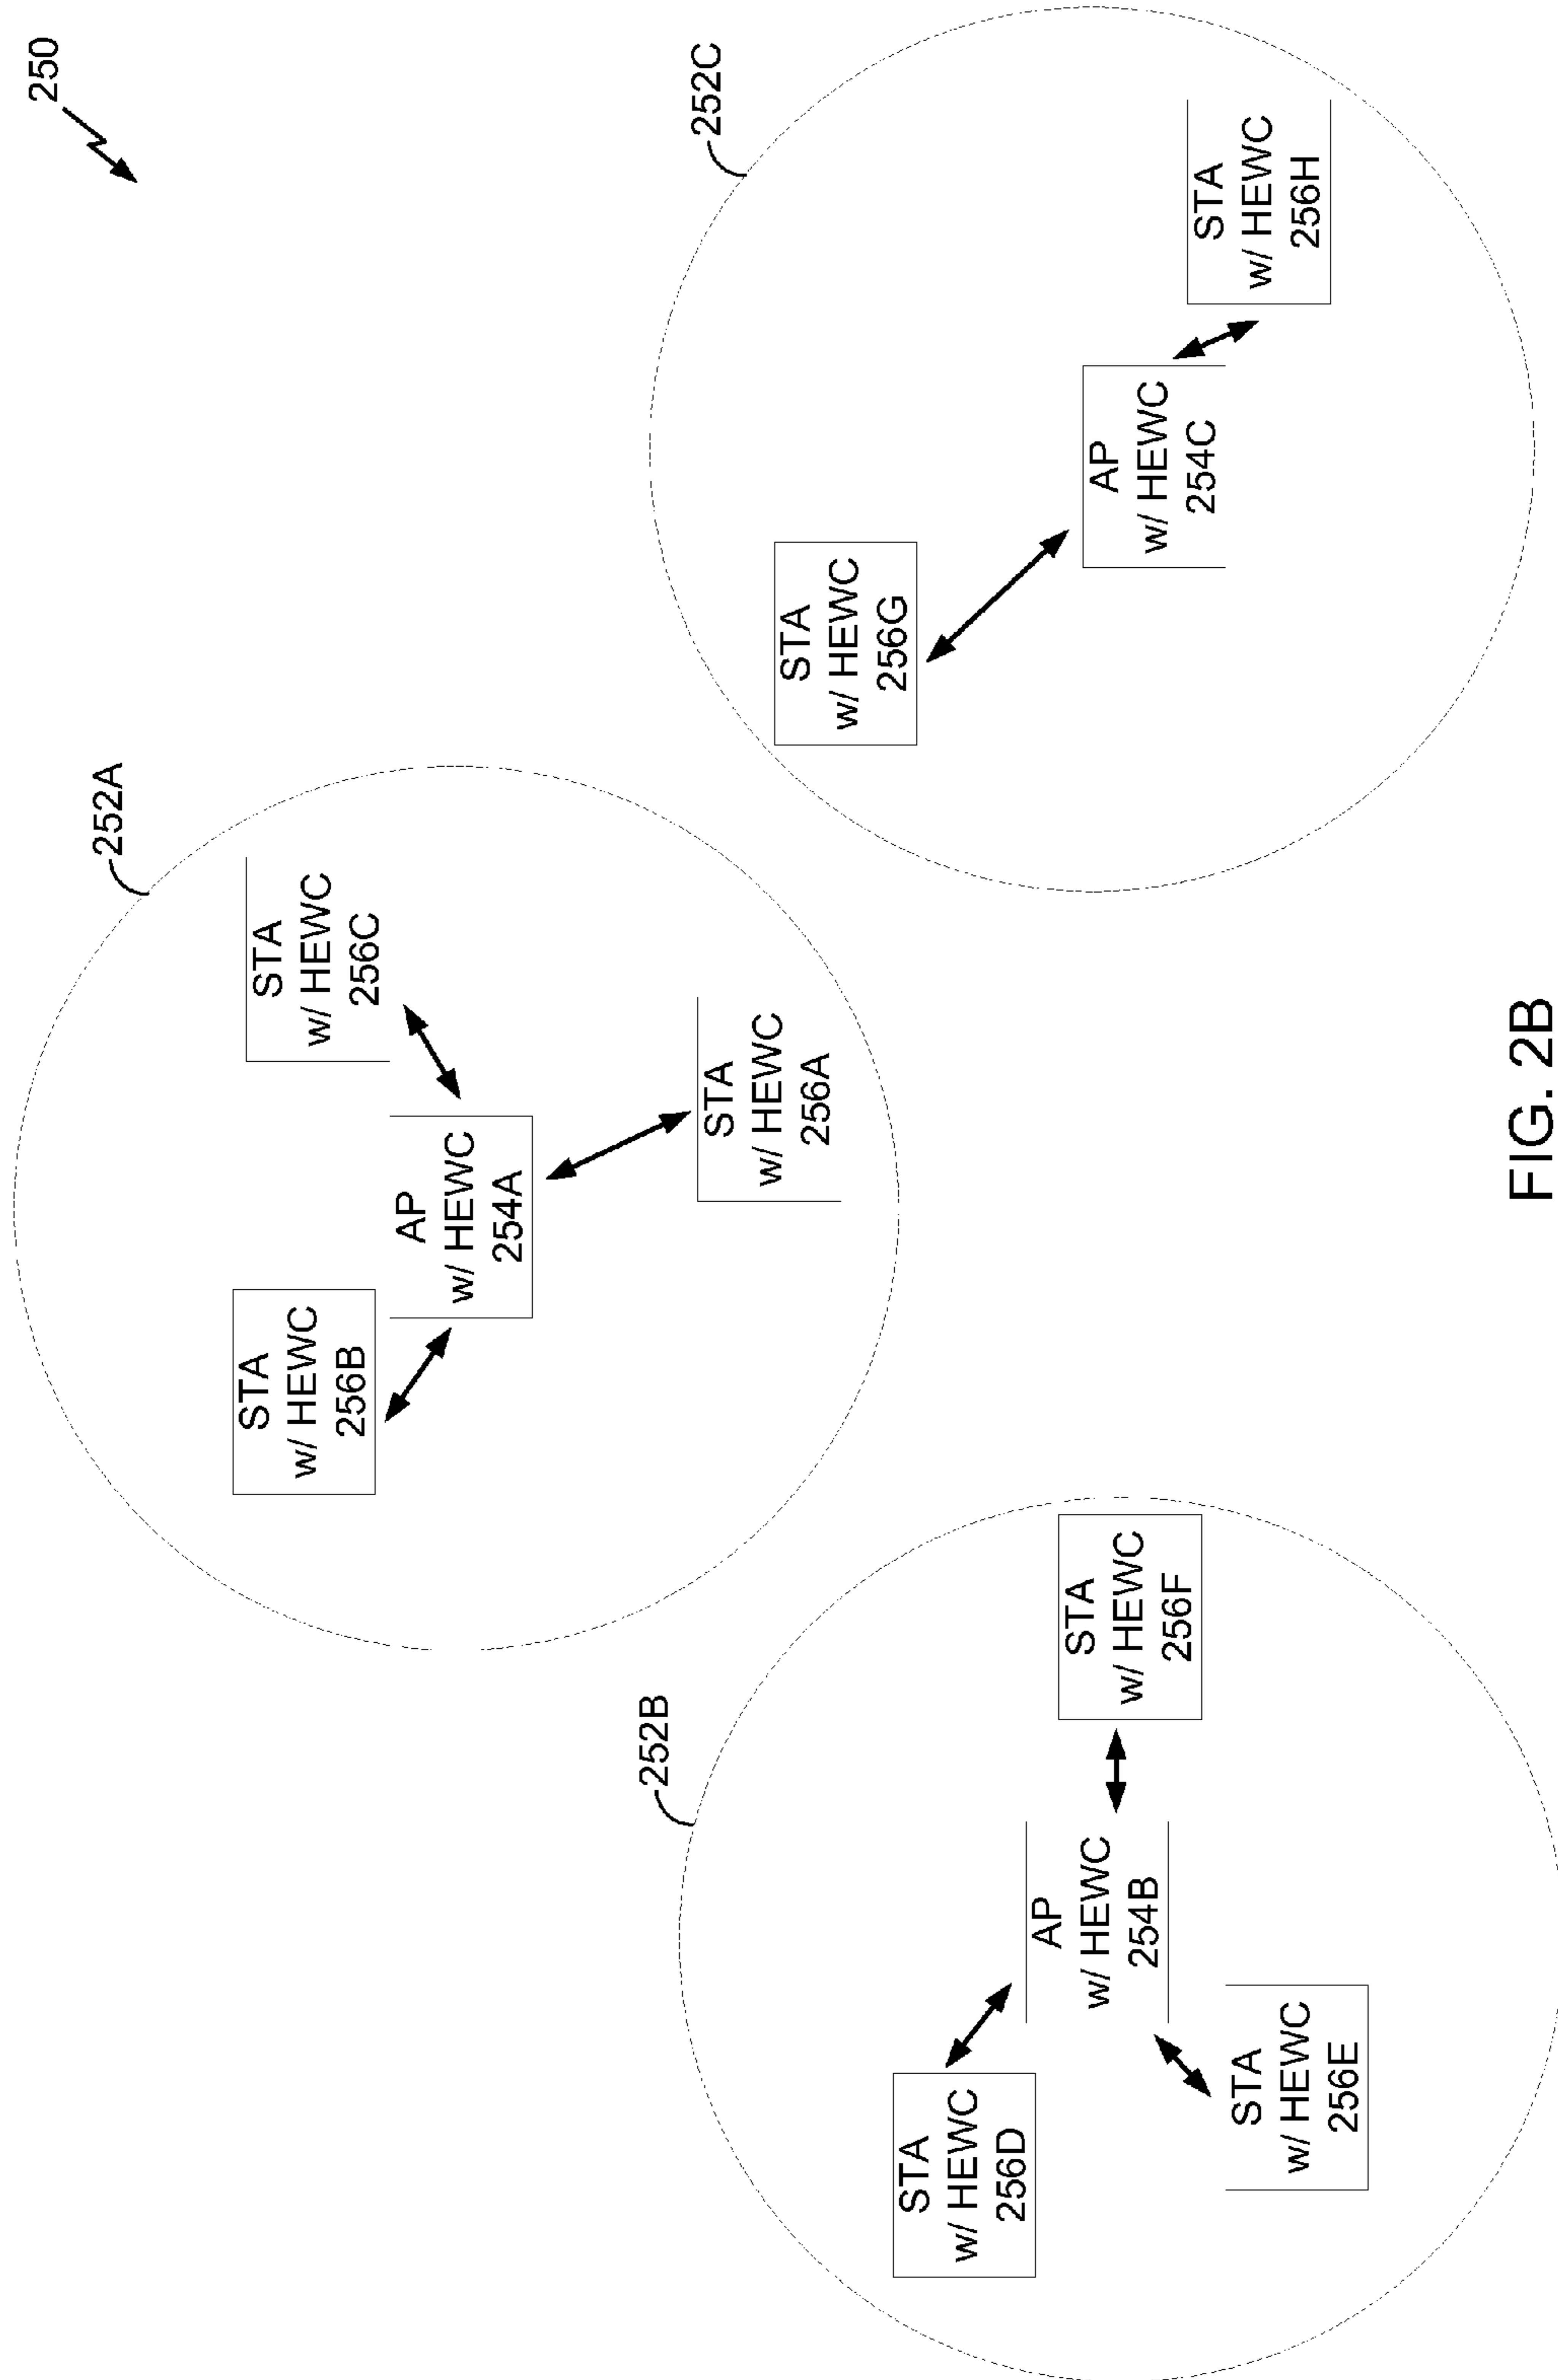 250
252A
STA
w/ HEWC
256B
STA
w/ HEWC
256C
AP
w/ HEWC
254A
STA
w/ HEWC
256A
252B
STA
w/ HEWC
256D
AP
w/ HEWC
254B
STA
w/ HEWC
256F
STA
w/ HEWC
256E
252C
STA
w/ HEWC
256G
AP
w/ HEWC
254C
STA
w/ HEWC
256H
FIG. 2B